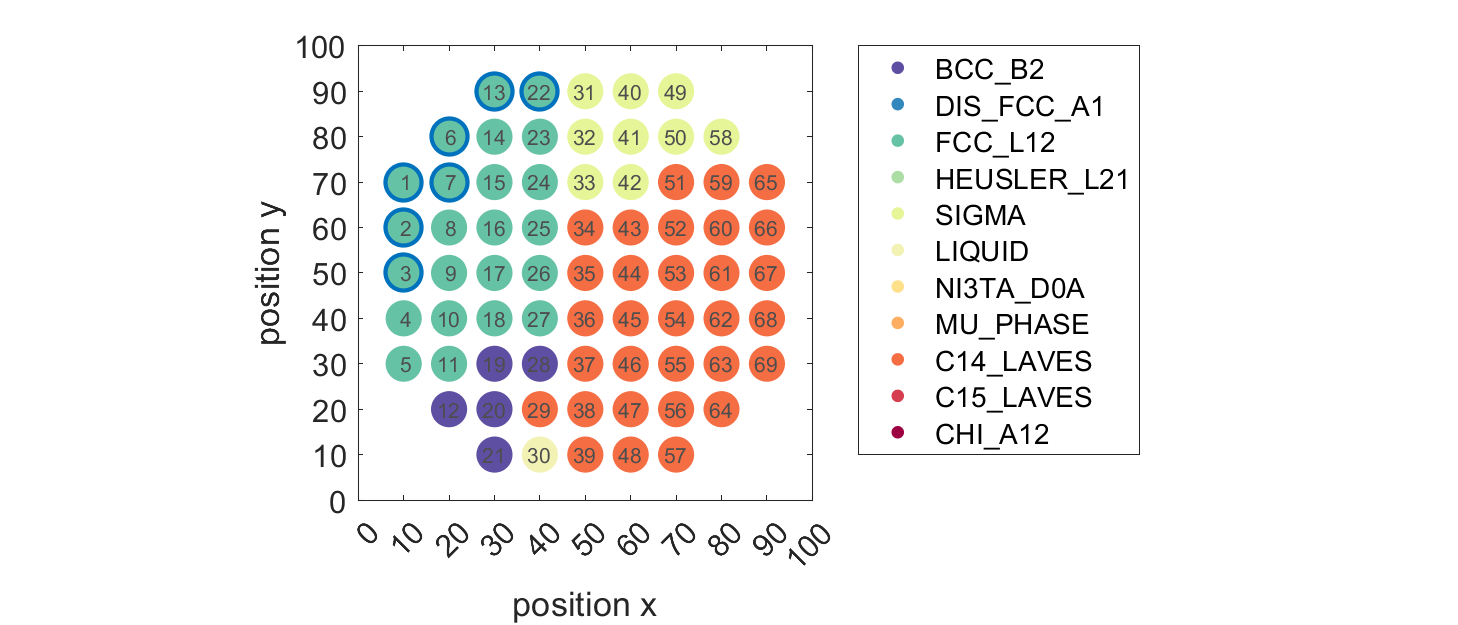 100
90
80
70
60
50
40
30
20
10
0
position y
13 22 31 40 49
6 14 23 32 41 50 58
1 7 15 24 33 42 51 59 65
2 8 16 25 34 43 52 60 66
3 9 17 26 35 44 53 61 67
4 10 18 27 36 45 54 62 68
5 11 19 28 37 46 55 63 69
12 20 29 38 47 56 64
21 30 39 48 57
0 10 20 30 40 50 60 70 80 90 100
position x
BCC_B2
DIS_FCC_A1
FCC_L12
HEUSLER_L21
SIGMA
LIQUID
NI3TA_D0A
MU_PHASE
C14_LAVES
C15_LAVES
CHI_A12